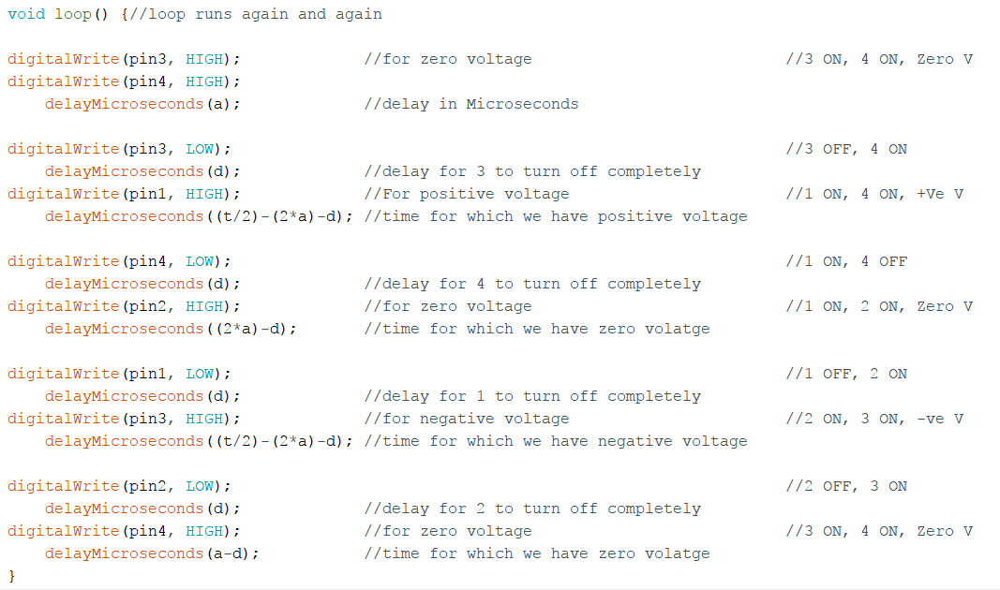 void loop() {//loop runs again and again
digitalWrite(pin3, HIGH); //for zero voltage //3 ON, 4 ON, Zero V
digitalWrite(pin4, HIGH);
delayMicroseconds(a); //delay in Microseconds
digitalWrite(pin3, LOW); //3 OFF, 4 ON
delayMicroseconds(d); //delay for 3 to turn off completely
digitalWrite(pin1, HIGH); //For positive voltage //1 ON, 4 ON, +Ve V
delayMicroseconds((t/2)-(2*a)-d); //time for which we have positive voltage
digitalWrite(pin4, LOW); //1 ON, 4 OFF
delayMicroseconds(d); //delay for 4 to turn off completely
digitalWrite(pin2, HIGH); //for zero voltage //1 ON, 2 ON, Zero V
delayMicroseconds((2*a)-d); //time for which we have zero volatge
digitalWrite(pin1, LOW); //1 OFF, 2 ON
delayMicroseconds(d); //delay for 1 to turn off completely
digitalWrite(pin3, HIGH); //for negative voltage //2 ON, 3 ON, -ve V
delayMicroseconds((t/2)-(2*a)-d); //time for which we have negative voltage
digitalWrite(pin2, LOW); //2 OFF, 3 ON
delayMicroseconds(d); //delay for 2 to turn off completely
digitalWrite(pin4, HIGH); //for zero voltage //3 ON, 4 ON, Zero V
delayMicroseconds(a-d); //time for which we have zero volatge
}